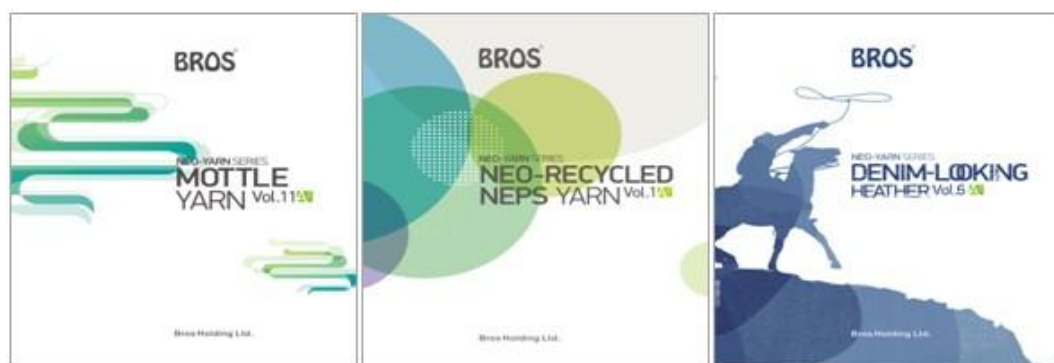 BROS
NEO-YARN SERIES
MOTTLE
YARN Vol.11 A
Bros Holding Ltd.
BROS
NEO-YARN SERIES
NEO-RECYCLED
NEPS YARN Vol.1 A
Bros Holding Ltd.
BROS
NEO-YARN SERIES
DENIM-LOOKING
HEATHER Vol.6 A
Bros Holding Ltd.